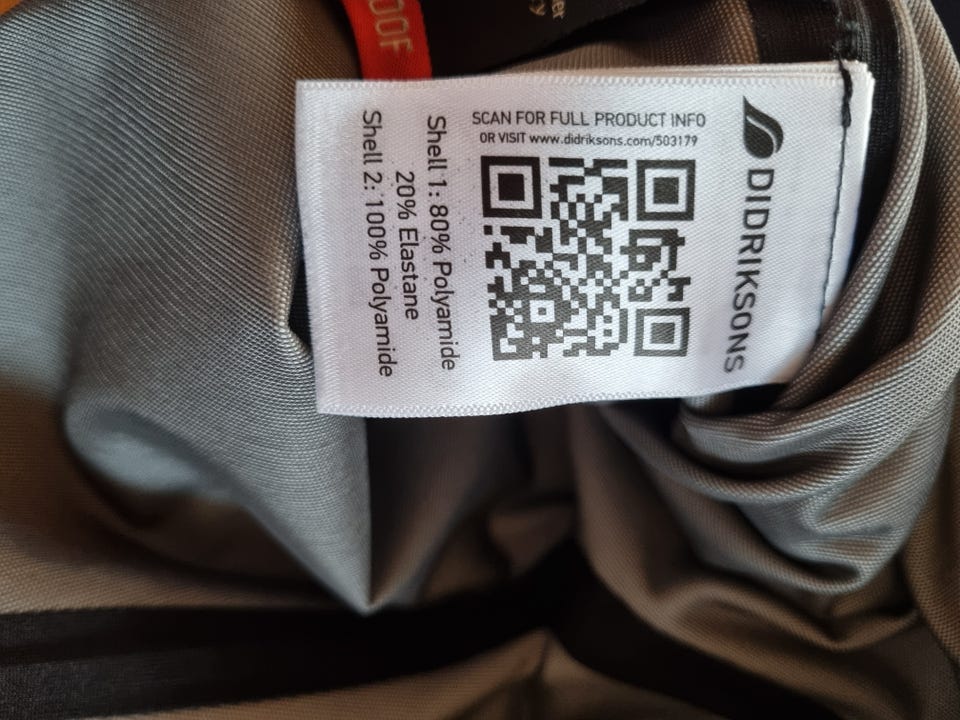 DIDRIKSONS
SCAN FOR FULL PRODUCT INFO
OR VISIT www.didriksons.com/503179
Shell 1: 80% Polyamide
20% Elastane
Shell 2: 100% Polyamide
OOF